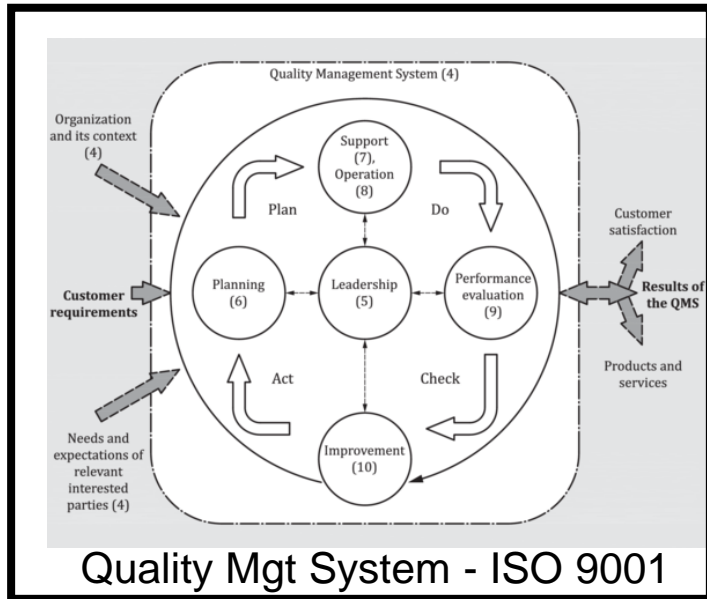 Quality Management System (4)
Organization
and its context
(4)
Support
(7),
Operation
(8)
Plan
Do
Customer
satisfaction
Customer
requirements
Planning
(6)
Leadership
(5)
Performance
evaluation
(9)
Results of
the QMS
Act
Check
Products and
services
Needs and
expectations of
relevant
interested
parties (4)
Improvement
(10)
Quality Mgt System - ISO 9001